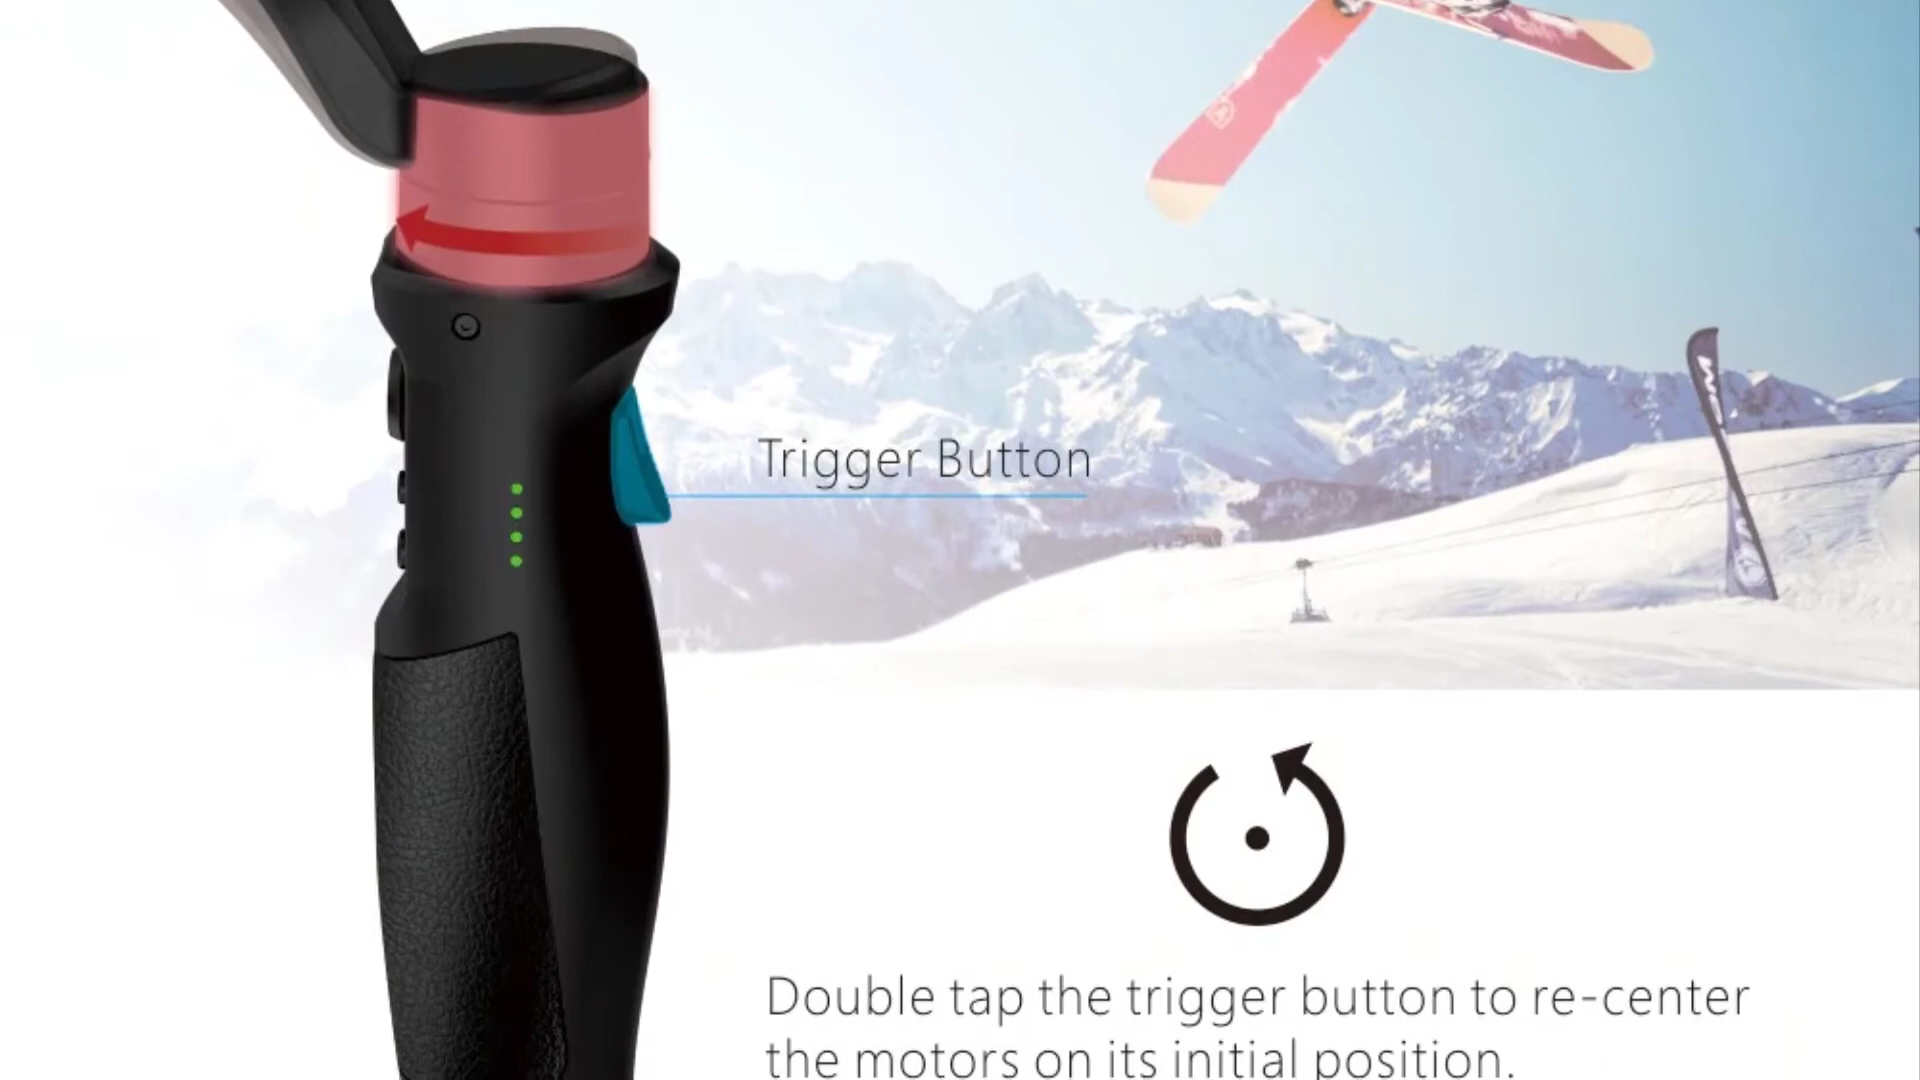 Trigger Button
Double tap the trigger button to re-center
the motors on its initial position.